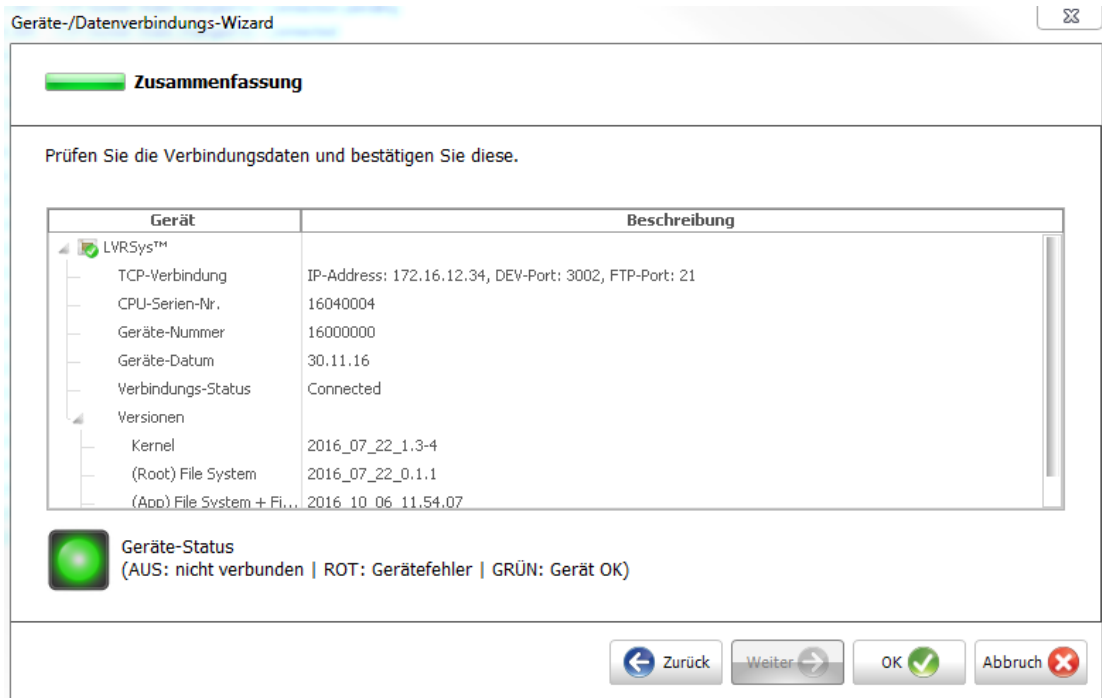 Geräte-/Datenverbindungs-Wizard
Zusammenfassung
Prüfen Sie die Verbindungsdaten und bestätigen Sie diese.
Gerät Beschreibung
LVRSys™
TCP-Verbindung IP-Address: 172.16.12.34, DEV-Port: 3002, FTP-Port: 21
CPU-Serien-Nr. 16040004
Geräte-Nummer 16000000
Geräte-Datum 30.11.16
Verbindungs-Status Connected
Versionen
Kernel 2016_07_22_1.3-4
(Root) File System 2016_07_22_0.1.1
(App) File System + Fi... 2016_10_06_11.54.07
Geräte-Status
(AUS: nicht verbunden | ROT: Gerätefehler | GRÜN: Gerät OK)
Zurück Weiter OK Abbruch